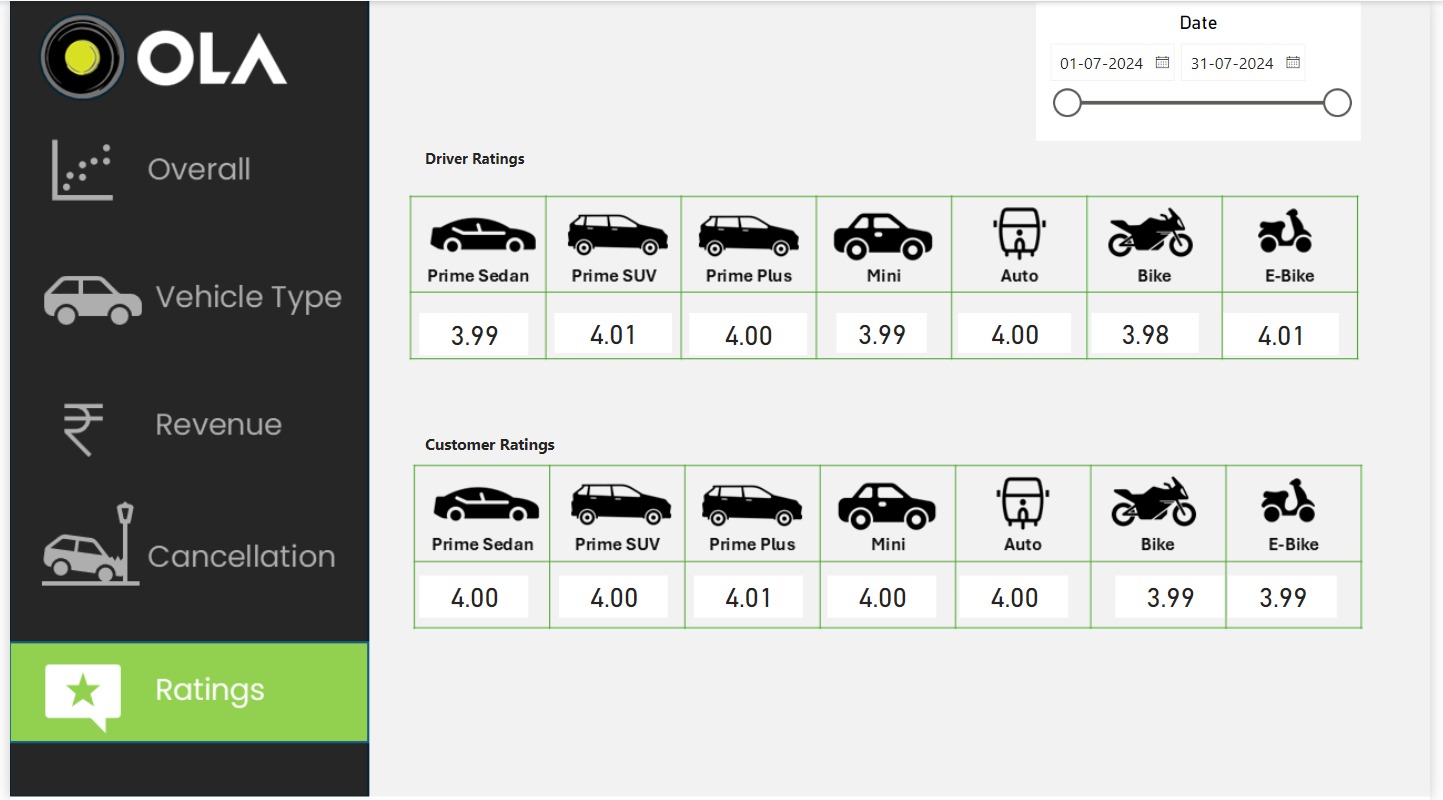 OLA
Overall
Vehicle Type
₹
Revenue
Cancellation
Ratings
Date
01-07-2024 31-07-2024
Driver Ratings
Prime Sedan Prime SUV Prime Plus Mini Auto Bike E-Bike
3.99 4.01 4.00 3.99 4.00 3.98 4.01
Customer Ratings
Prime Sedan Prime SUV Prime Plus Mini Auto Bike E-Bike
4.00 4.00 4.01 4.00 4.00 3.99 3.99